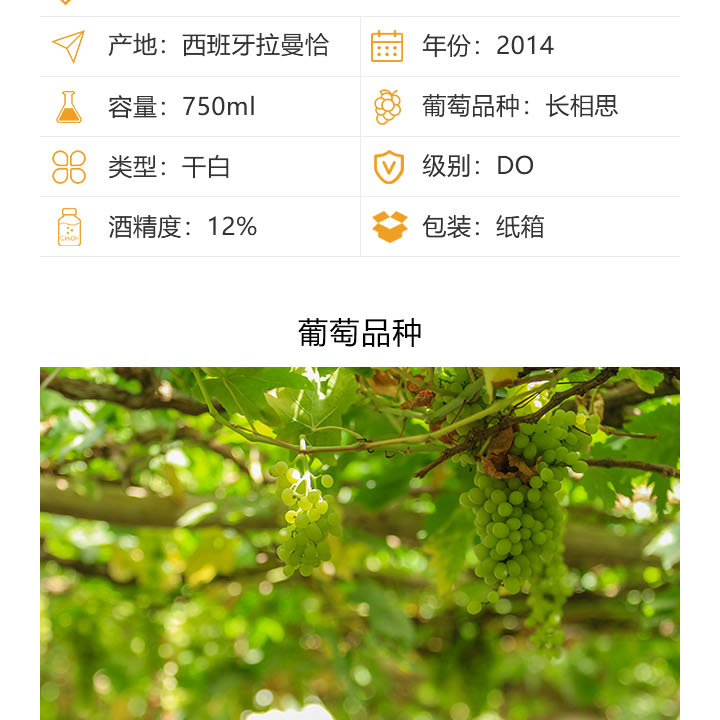 产地：西班牙拉曼恰
年份：2014
容量：750ml
葡萄品种：长相思
类型：干白
级别：DO
酒精度：12%
包装：纸箱
葡萄品种